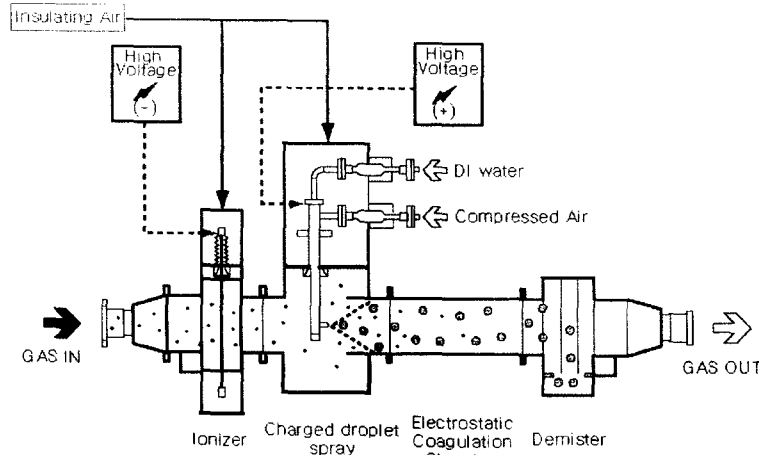 Insulating Air
High
Voltage
(-)
High
Voltage
(+)
DI water
Compressed Air
GAS IN
GAS OUT
Ionizer
Charged droplet
spray
Electrostatic
Coagulation
Demister